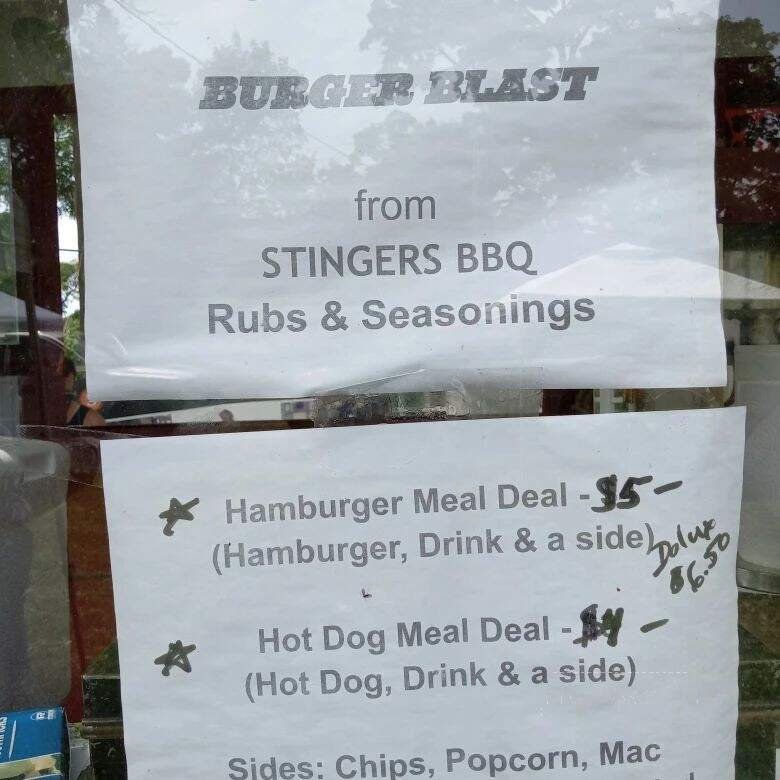 BURGER BLAST
from
STINGERS BBQ
Rubs & Seasonings
Hamburger Meal Deal - $5 -
(Hamburger, Drink & a side)
Deluxe
$6.50
Hot Dog Meal Deal - $4 -
(Hot Dog, Drink & a side)
Sides: Chips, Popcorn, Mac